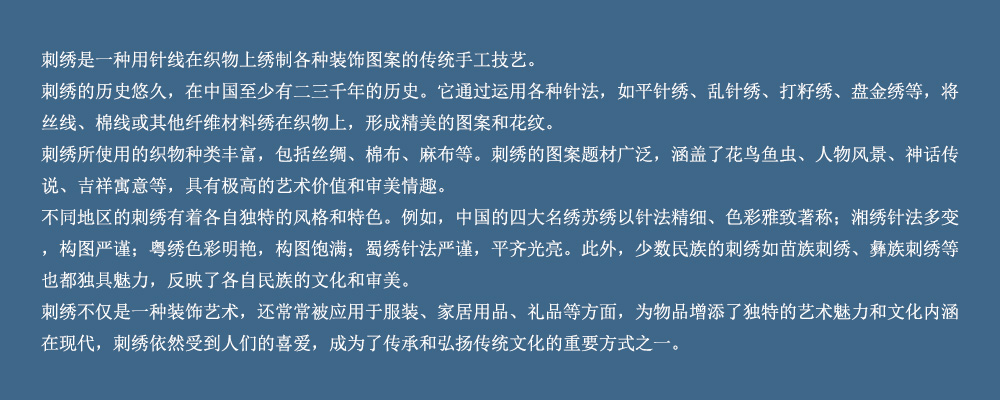 刺绣是一种用针线在织物上绣制各种装饰图案的传统手工技艺。
刺绣的历史悠久，在中国至少有二三千年的历史。它通过运用各种针法，如平针绣、乱针绣、打籽绣、盘金绣等，将
丝线、棉线或其他纤维材料绣在织物上，形成精美的图案和花纹。
刺绣所使用的织物种类丰富，包括丝绸、棉布、麻布等。刺绣的图案题材广泛，涵盖了花鸟鱼虫、人物风景、神话传
说、吉祥寓意等，具有极高的艺术价值和审美情趣。
不同地区的刺绣有着各自独特的风格和特色。例如，中国的四大名绣苏绣以针法精细、色彩雅致著称；湘绣针法多变
，构图严谨；粤绣色彩明艳，构图饱满；蜀绣针法严谨，平齐光亮。此外，少数民族的刺绣如苗族刺绣、彝族刺绣等
也都独具魅力，反映了各自民族的文化和审美。
刺绣不仅是一种装饰艺术，还常常被应用于服装、家居用品、礼品等方面，为物品增添了独特的艺术魅力和文化内涵
在现代，刺绣依然受到人们的喜爱，成为了传承和弘扬传统文化的重要方式之一。